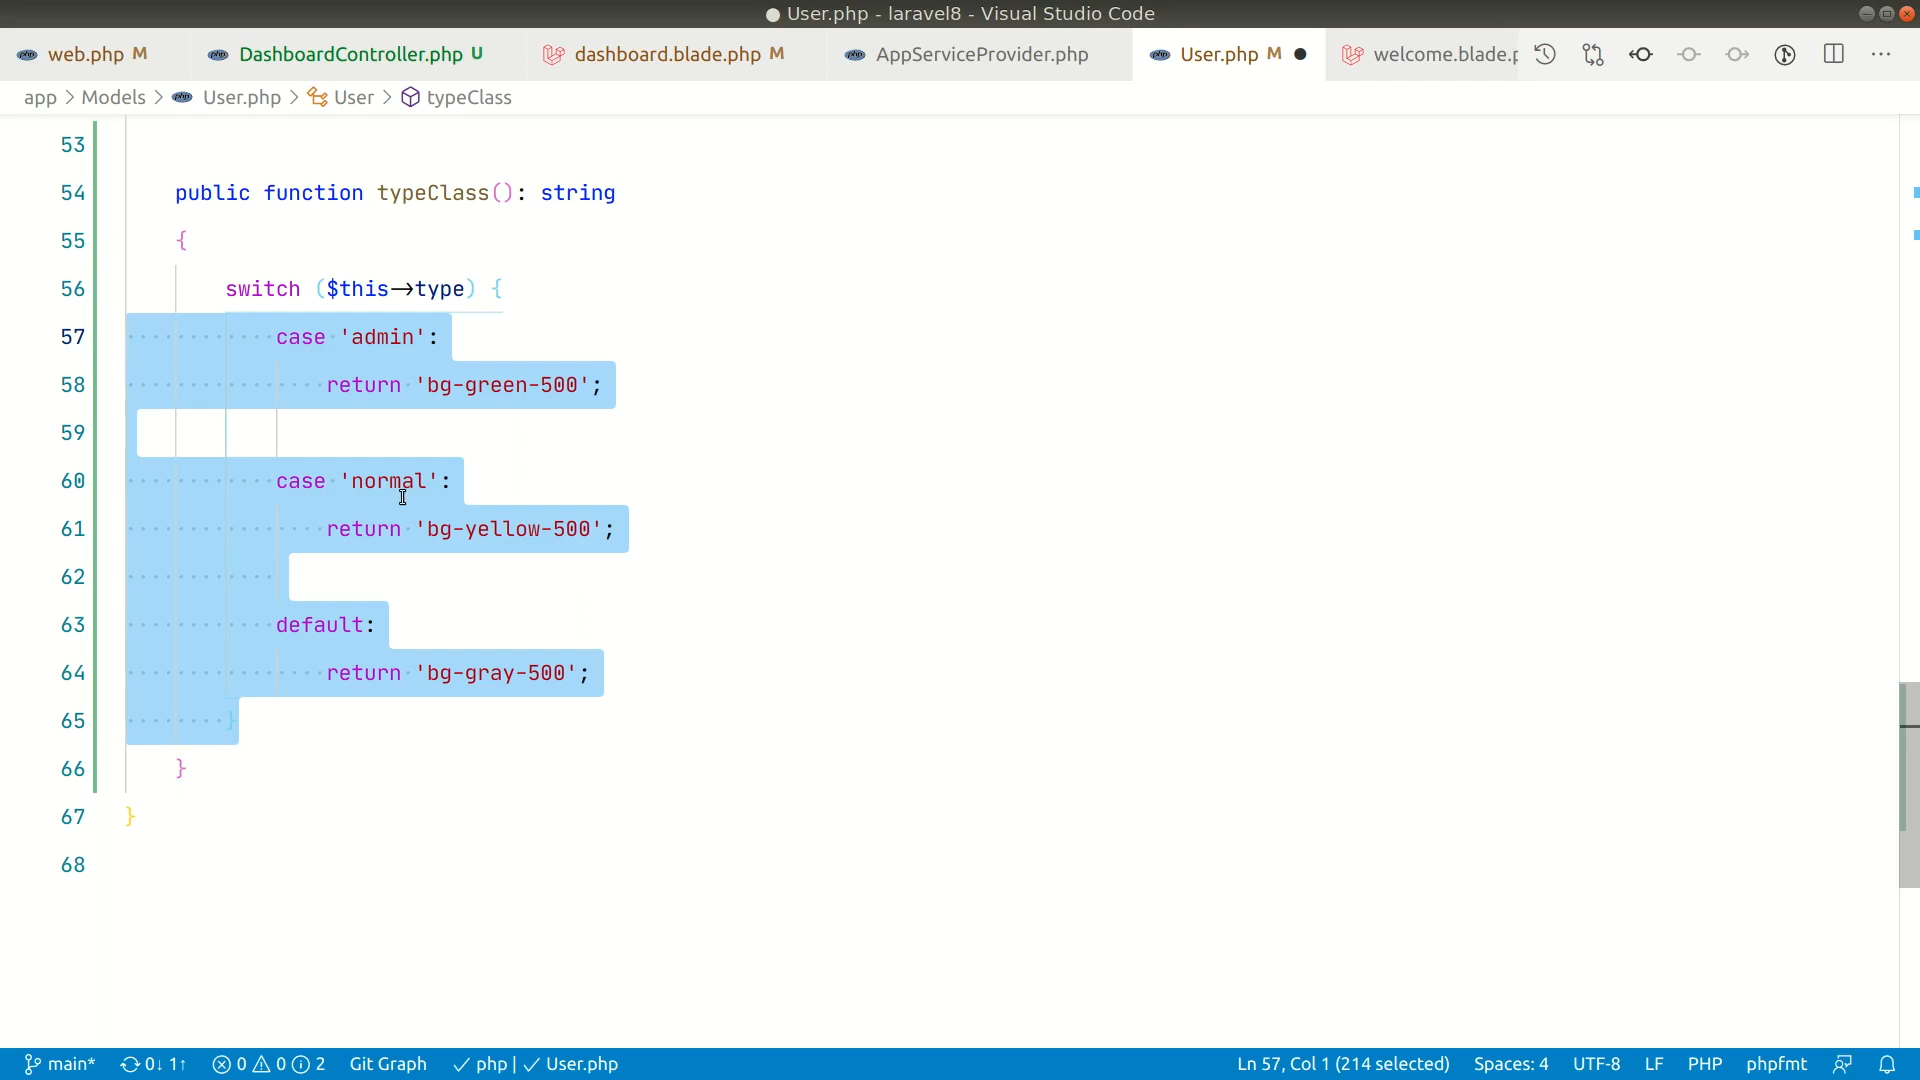 User.php - laravel8 - Visual Studio Code
web.php M DashboardController.php U dashboard.blade.php M AppServiceProvider.php User.php M welcome.blade.p
app > Models > User.php > User > typeClass
53
54 public function typeClass(): string
55 {
56 switch ($this→type) {
57 case 'admin':
58 return 'bg-green-500';
59
60 case 'normal':
61 return 'bg-yellow-500';
62
63 default:
64 return 'bg-gray-500';
65 }
66 }
67 }
68
main* 0↓ 1↑ 0 0 2 Git Graph ✓ php | ✓ User.php Ln 57, Col 1 (214 selected) Spaces: 4 UTF-8 LF PHP phpfmt